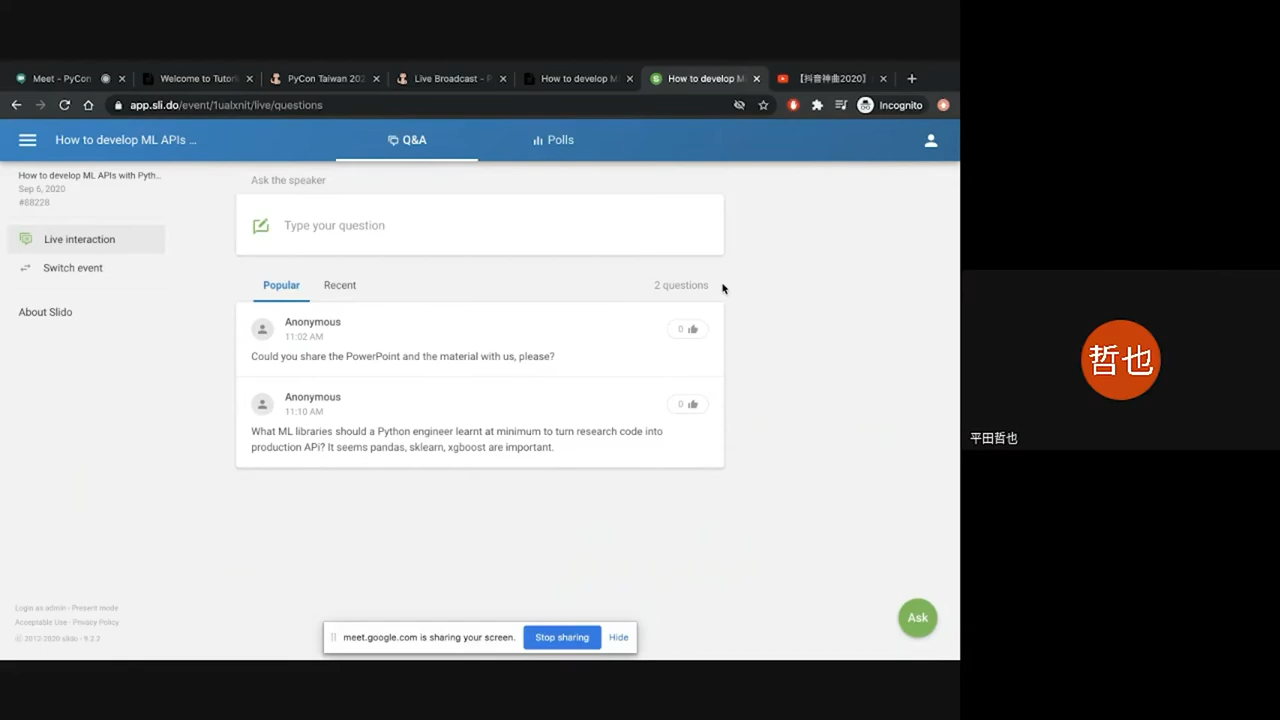 Meet - PyCon
Welcome to Tutori
PyCon Taiwan 202
Live Broadcast - P
How to develop M
How to develop M
【抖音神曲2020】
app.sli.do/event/1ualxnit/live/questions
Incognito
How to develop ML APIs ...
Q&A
Polls
How to develop ML APIs with Pyth...
Sep 6, 2020
#88228
Live interaction
Switch event
About Slido
Ask the speaker
Type your question
Popular
Recent
2 questions
Anonymous
11:02 AM
0
Could you share the PowerPoint and the material with us, please?
Anonymous
11:10 AM
0
What ML libraries should a Python engineer learnt at minimum to turn research code into
production APi? It seems pandas, sklearn, xgboost are important.
Login as admin - Present mode
Acceptable Use - Privacy Policy
© 2012-2020 slido - 9.2.3
meet.google.com is sharing your screen.
Stop sharing
Hide
Ask
哲也
平田哲也